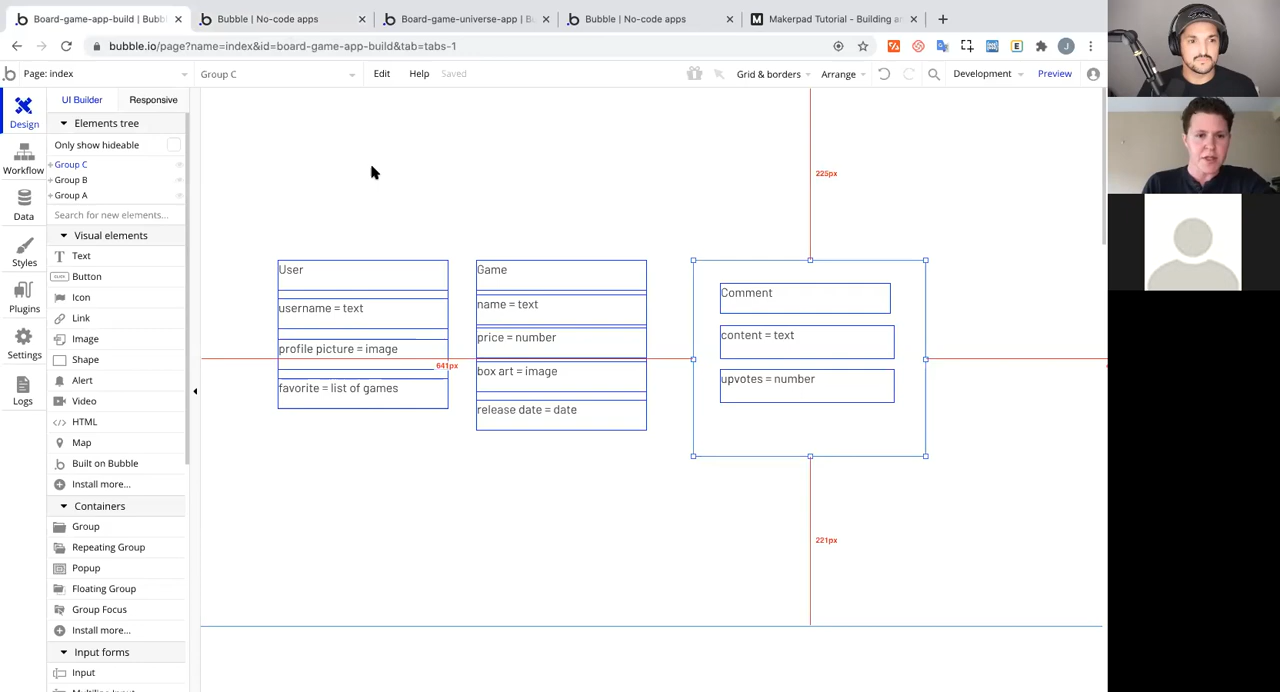 Board-game-app-build | Bubble
Bubble | No-code apps
Board-game-universe-app | Bu
Bubble | No-code apps
Makerpad Tutorial - Building a
bubble.io/page?name=index&id=board-game-app-build&tab=tabs-1
Page: index
Group C
Edit
Help
Saved
Grid & borders
Arrange
Development
Preview
UI Builder
Responsive
Design
Workflow
Data
Styles
Plugins
Settings
Logs
Elements tree
Only show hideable
Group C
Group B
Group A
Search for new elements...
Visual elements
Text
Button
Icon
Link
Image
Shape
Alert
Video
HTML
Map
Built on Bubble
Install more...
Containers
Group
Repeating Group
Popup
Floating Group
Group Focus
Install more...
Input forms
Input
User
username = text
profile picture = image
favorite = list of games
Game
name = text
price = number
box art = image
release date = date
Comment
content = text
upvotes = number
225px
641px
221px